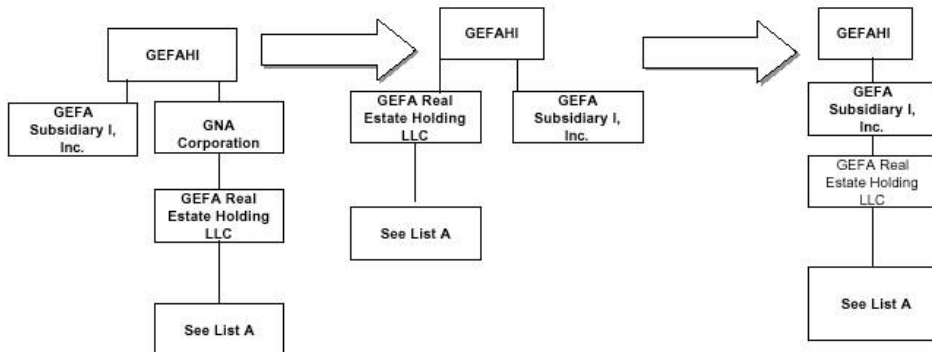 GEFAHI
GEFA
Subsidiary I,
Inc.
GNA
Corporation
GEFA Real
Estate Holding
LLC
See List A
GEFAHI
GEFA Real
Estate Holding
LLC
GEFA
Subsidiary I,
Inc.
See List A
GEFAHI
GEFA
Subsidiary I,
Inc.
GEFA Real
Estate Holding
LLC
See List A